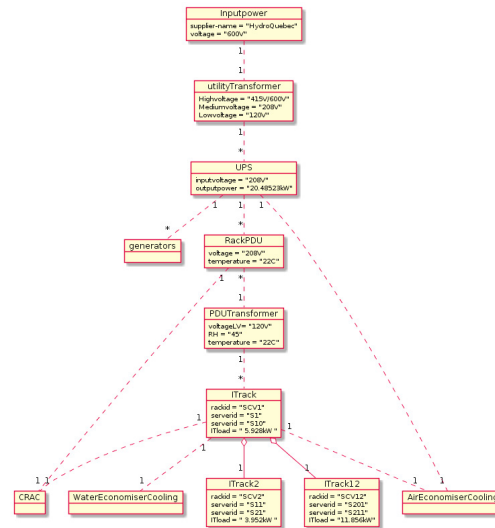 Inputpower
supplier-name = "HydroQuebec"
voltage = "600V"
1
1
utilityTransformer
Highvoltage = "415V/600V"
Mediumvoltage = "208V"
Lowvoltage = "120V"
1
*
UPS
inputvoltage = "208V"
outputpower = "20.48523kW"
1 1 1
* *
generators
RackPDU
voltage = "208V"
temperature = "22C"
1 *
1
PDUTransformer
voltageLV= "120V"
RH = "45"
temperature = "22C"
1
*
ITrack
rackid = "SCV1"
serverid = "S1"
serverid = "S10"
ITload = " 5.928kW "
1 1
1
1 1 1 1 1 1 1
CRAC
WaterEconomiserCooling
ITrack2
rackid = "SCV2"
serverid = "S11"
serverid = "S21"
ITload = " 3.952kW "
ITrack12
rackid = "SCV12"
serverid = "S201"
serverid = "S211"
ITload = "11.856kW "
AirEconomiserCooling